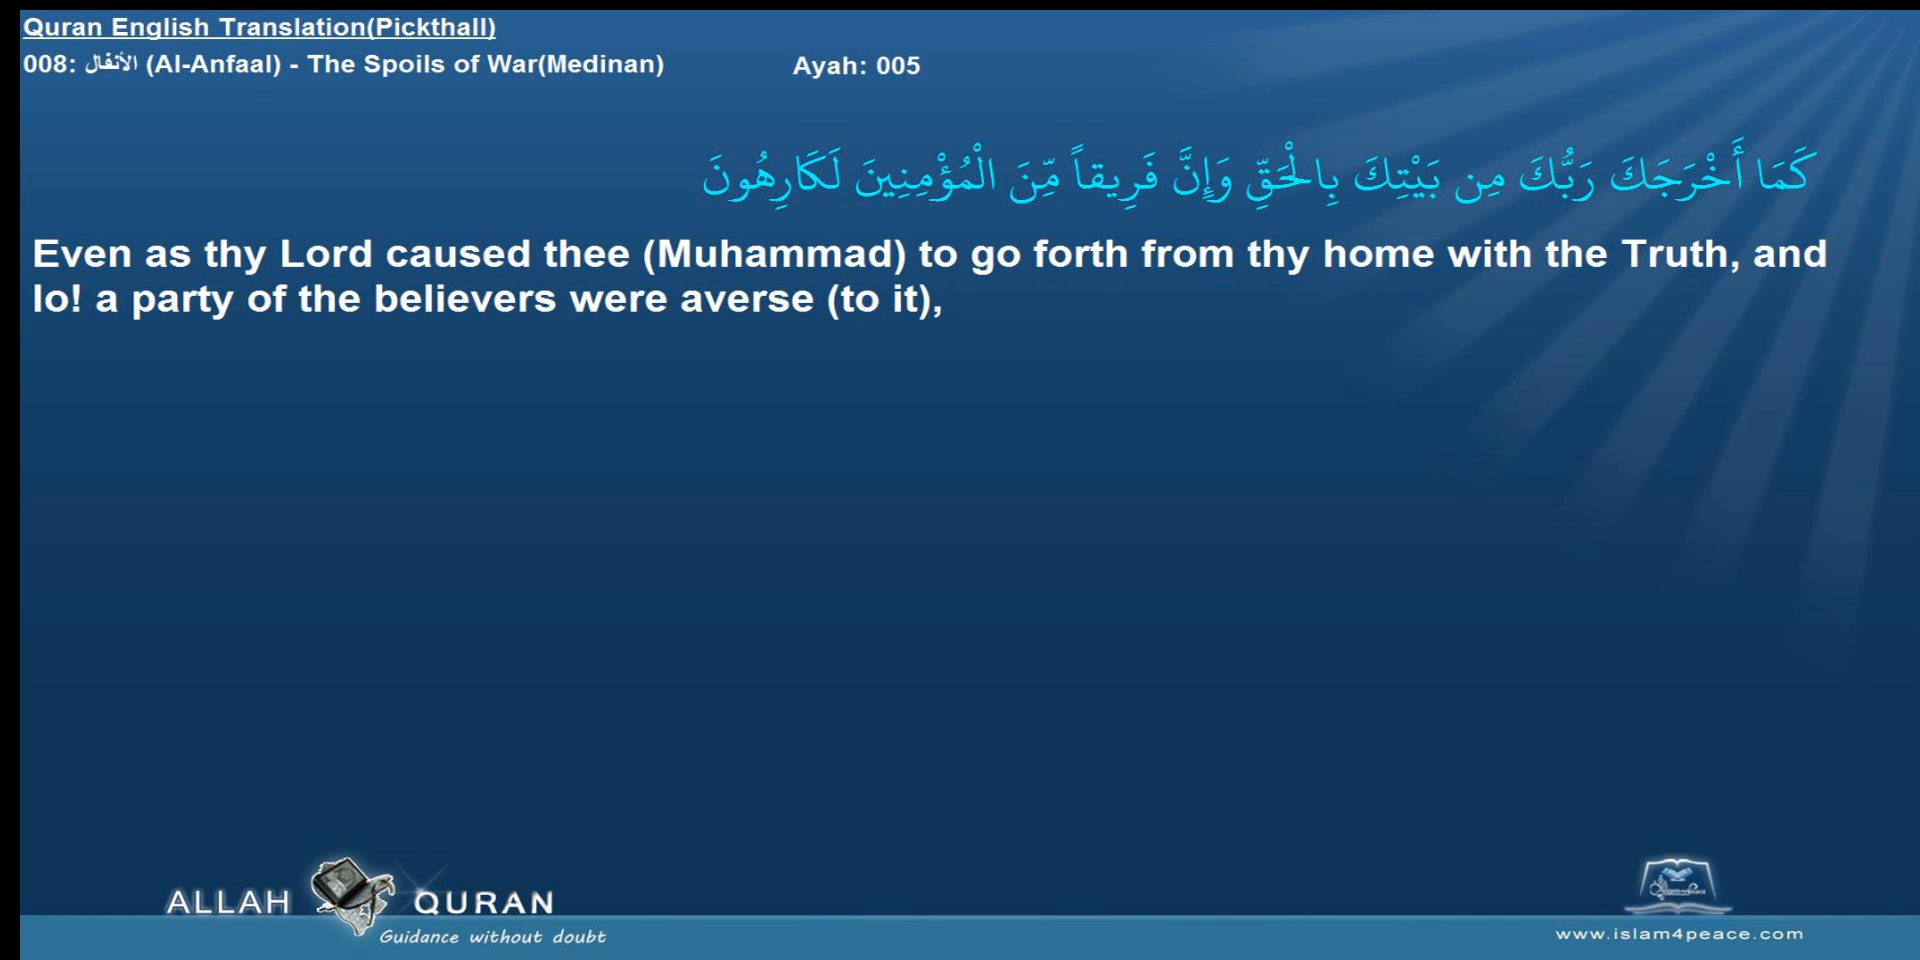 Quran English Translation(Pickthall)
008: الأنفال (Al-Anfaal) - The Spoils of War(Medinan) Ayah: 005
كَمَا أَخْرَجَكَ رَبُّكَ مِن بَيْتِكَ بِالْحَقِّ وَإِنَّ فَرِيقاً مِّنَ الْمُؤْمِنِينَ لَكَارِهُونَ
Even as thy Lord caused thee (Muhammad) to go forth from thy home with the Truth, and
lo! a party of the believers were averse (to it),
ALLAH QURAN
Guidance without doubt
www.islam4peace.com